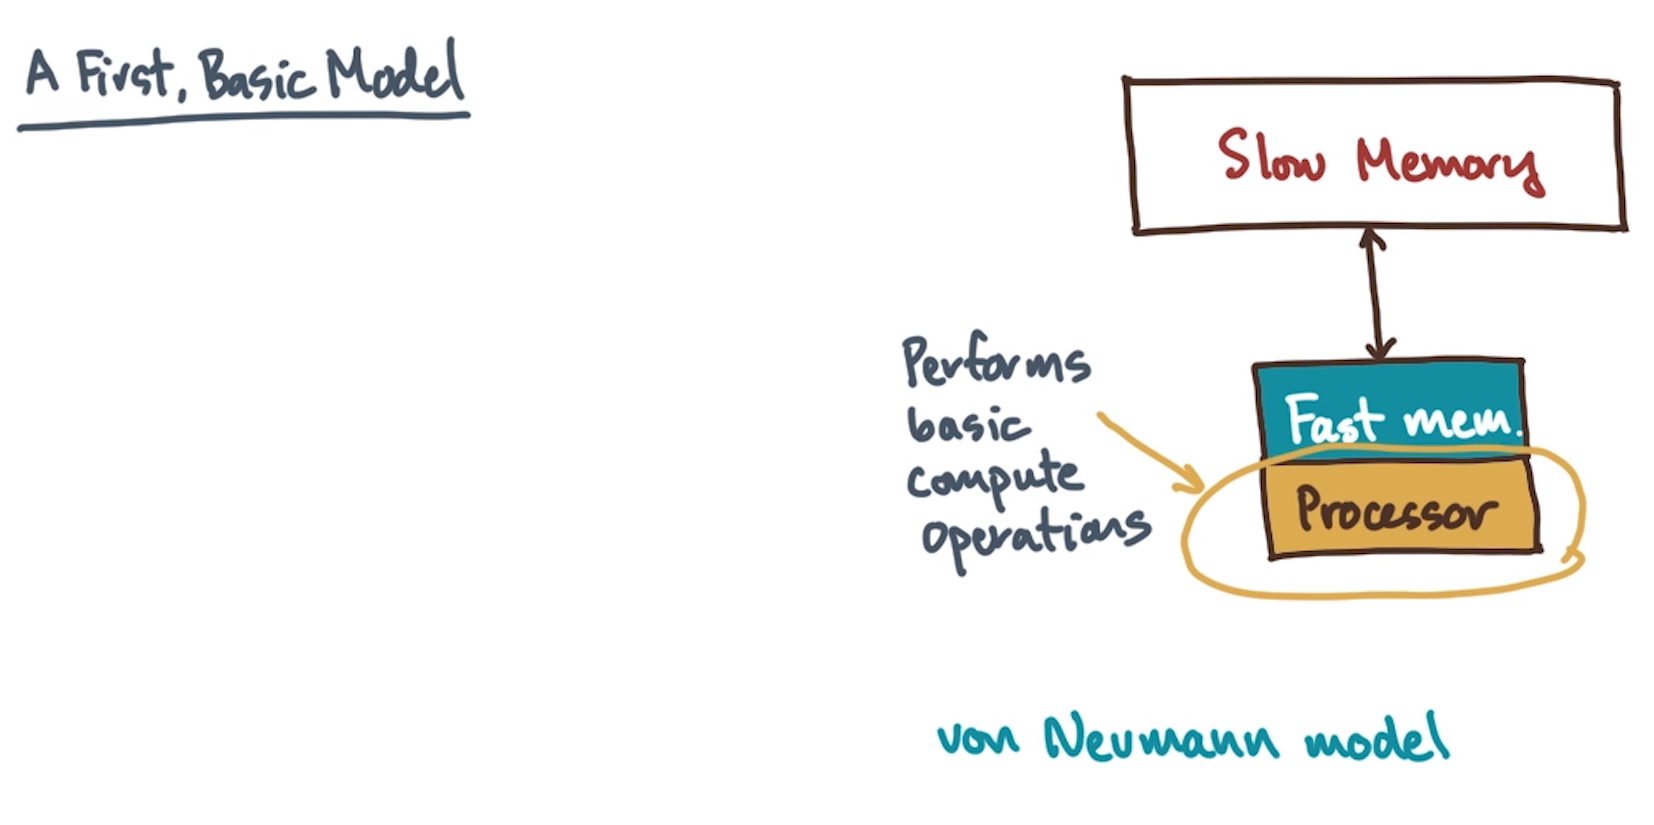 A First, Basic Model
Slow Memory
Performs
basic
compute
operations
Fast mem.
Processor
von Neumann model